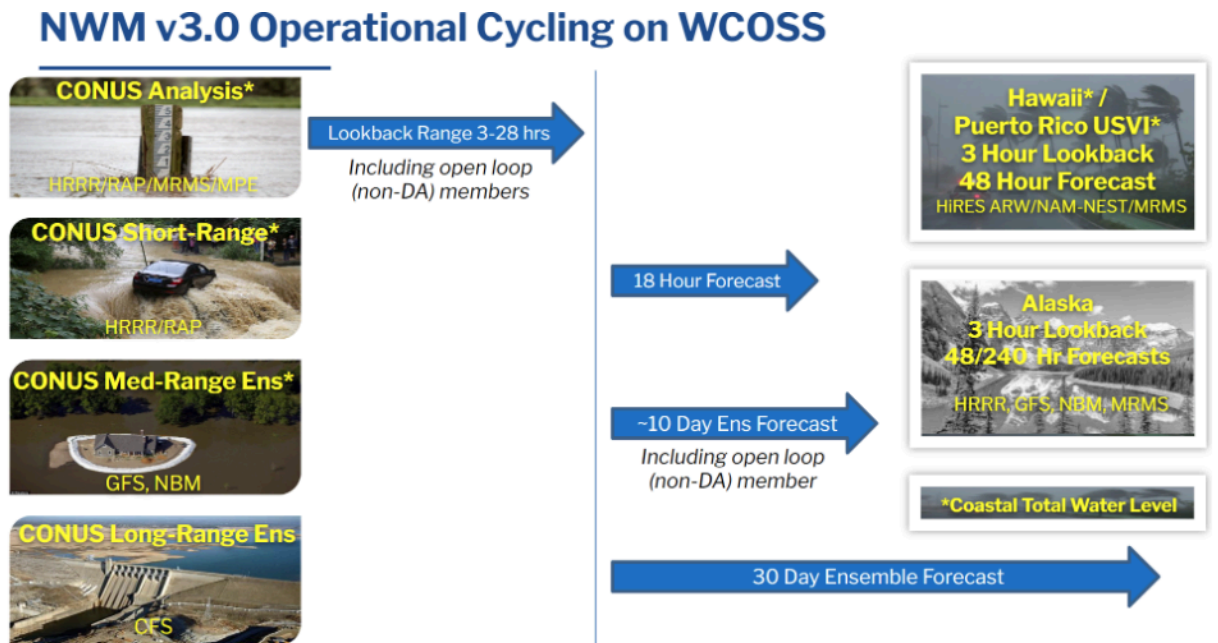 NWM v3.0 Operational Cycling on WCOSS
CONUS Analysis*
HRRR/RAP/MRMS/MPE
Lookback Range 3-28 hrs
Including open loop
(non-DA) members
CONUS Short-Range*
HRRR/RAP
18 Hour Forecast
CONUS Med-Range Ens*
GFS, NBM
~10 Day Ens Forecast
Including open loop
(non-DA) member
CONUS Long-Range Ens
CFS
30 Day Ensemble Forecast
Hawaii* /
Puerto Rico USVI*
3 Hour Lookback
48 Hour Forecast
HiRES ARW/NAM-NEST/MRMS
Alaska
3 Hour Lookback
48/240 Hr Forecasts
HRRR, GFS, NBM, MRMS
*Coastal Total Water Level